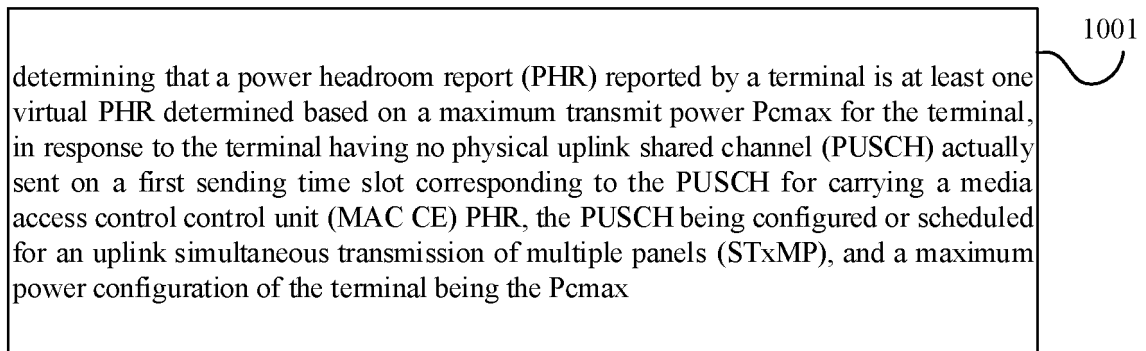 1001
determining that a power headroom report (PHR) reported by a terminal is at least one
virtual PHR determined based on a maximum transmit power Pcmax for the terminal,
in response to the terminal having no physical uplink shared channel (PUSCH) actually
sent on a first sending time slot corresponding to the PUSCH for carrying a media
access control control unit (MAC CE) PHR, the PUSCH being configured or scheduled
for an uplink simultaneous transmission of multiple panels (STxMP), and a maximum
power configuration of the terminal being the Pcmax